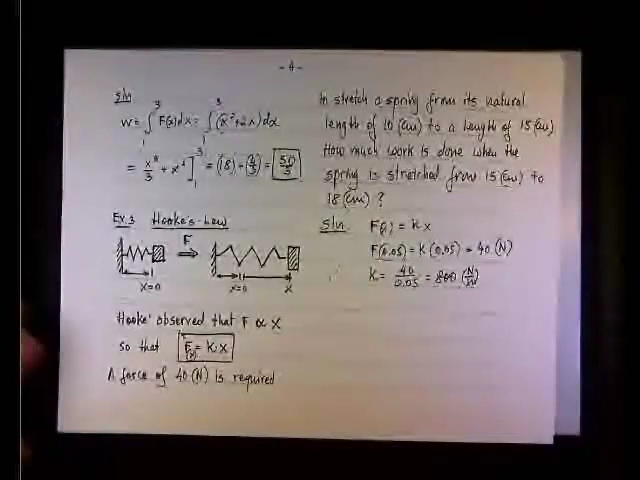 - 4 -
Sln
W = ∫₁³ F(x)dx = ∫₁³ (x²+2x)dx
= x³/3 + x² ]₁³ = (18) - (4/3) = 50/3
Ex.3 Hooke's-Law
F
x=0
x=0 x
Hooke' observed that F ∝ x
so that F(x) = Kx
A force of 40 (N) is required
In stretch a spring from its natural
length of 10 (cm) to a length of 15 (cm)
How much work is done when the
spring is stretched from 15 (cm) to
18 (cm) ?
Sln. F(x) = Kx
F(0.05) = K(0.05) = 40 (N)
K = 40/0.05 = 800 (N/m)